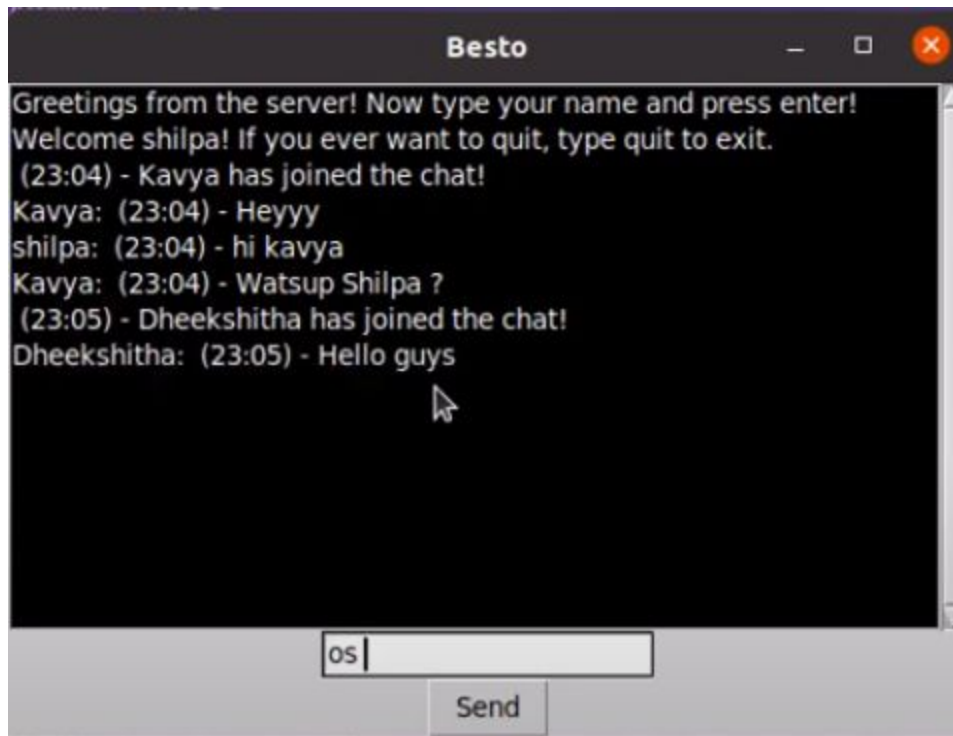 Besto
Greetings from the server! Now type your name and press enter!
Welcome shilpa! If you ever want to quit, type quit to exit.
(23:04) - Kavya has joined the chat!
Kavya:  (23:04) - Heyyy
shilpa:  (23:04) - hi kavya
Kavya:  (23:04) - Watsup Shilpa ?
(23:05) - Dheekshitha has joined the chat!
Dheekshitha:  (23:05) - Hello guys
os
Send